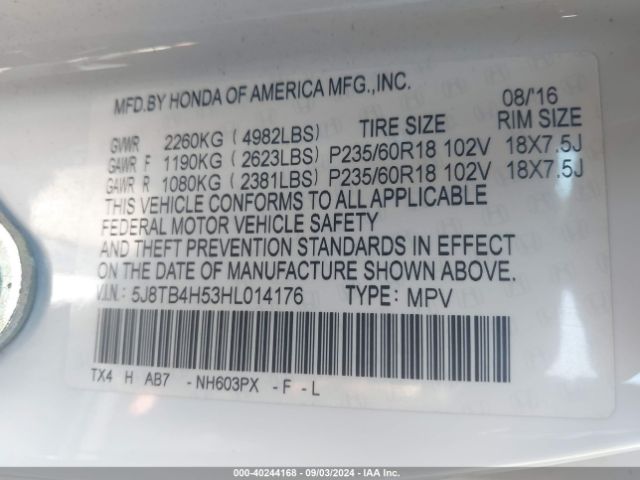 MFD.BY HONDA OF AMERICA MFG.,INC. 08/'16
TIRE SIZE RIM SIZE
GVWR 2260KG (4982LBS)
GAWR F 1190KG (2623LBS) P235/60R18 102V 18X7.5J
GAWR R 1080KG (2381LBS) P235/60R18 102V 18X7.5J
THIS VEHICLE CONFORMS TO ALL APPLICABLE
FEDERAL MOTOR VEHICLE SAFETY
AND THEFT PREVENTION STANDARDS IN EFFECT
ON THE DATE OF MANUFACTURE SHOWN ABOVE.
V.I.N.: 5J8TB4H53HL014176 TYPE: MPV
TX4 H AB7 -NH603PX -F -L
000-40244168 - 09/03/2024 - IAAI.COM